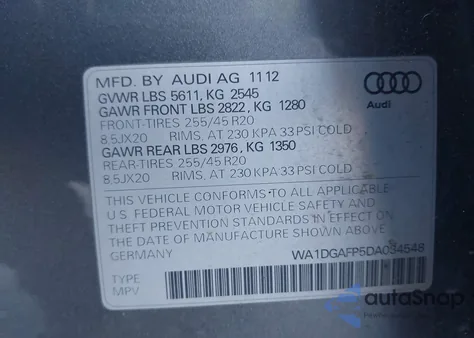 MFD. BY AUDI AG 11 12
GVWR LBS 5611, KG 2545
GAWR FRONT LBS 2822, KG 1280
FRONT-TIRES 255/45 R20
8,5JX20 RIMS, AT 230 KPA 33 PSI COLD
GAWR REAR LBS 2976, KG 1350
REAR-TIRES 255/45 R20
8,5JX20 RIMS, AT 230 KPA 33 PSI COLD
Audi
THIS VEHICLE CONFORMS TO ALL APPLICABLE
U.S. FEDERAL MOTOR VEHICLE SAFETY AND
THEFT PREVENTION STANDARDS IN EFFECT ON
THE DATE OF MANUFACTURE SHOWN ABOVE
GERMANY WA1DGAFP5DA034548
TYPE
MPV
autoSnap